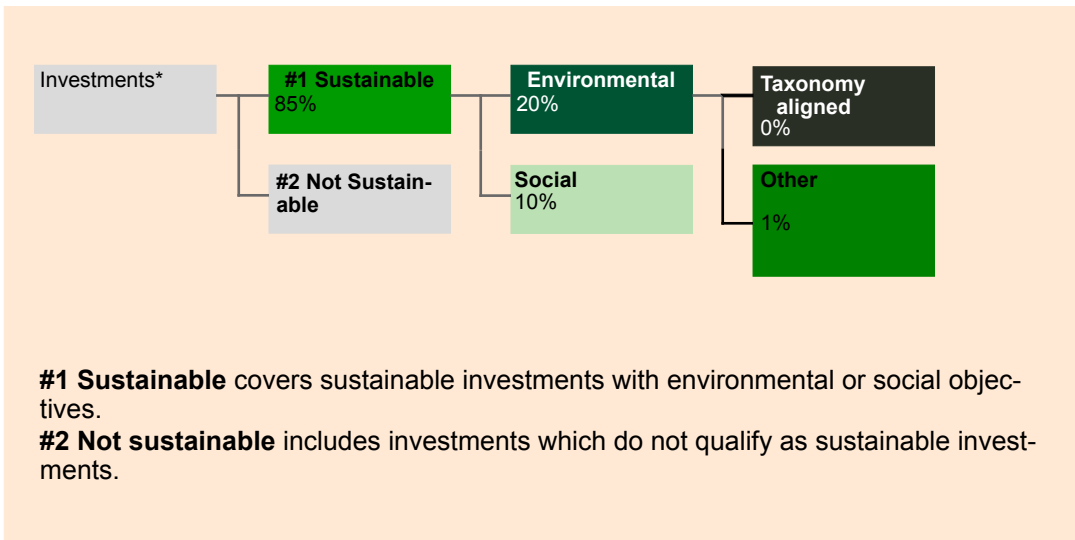 Investments*
#1 Sustainable
85%
#2 Not Sustain-
able
Environmental
20%
Social
10%
Taxonomy
aligned
0%
Other
1%
#1 Sustainable covers sustainable investments with environmental or social objec-
tives.
#2 Not sustainable includes investments which do not qualify as sustainable invest-
ments.